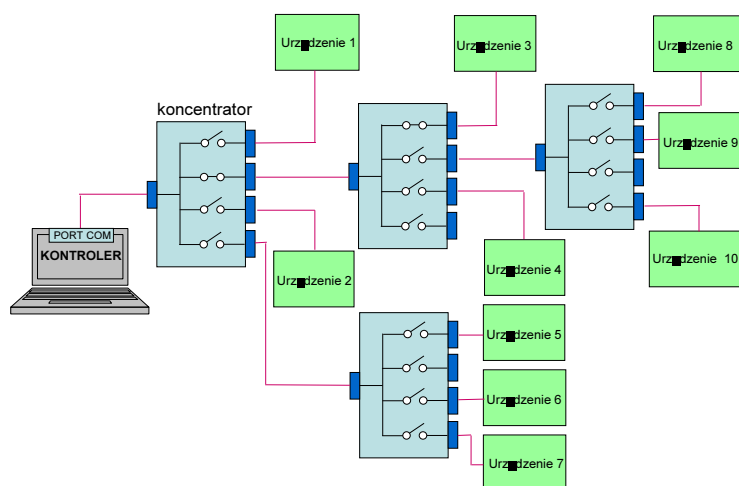 Urz■dzenie 1
Urz■dzenie 3
Urz■dzenie 8
koncentrator
Urz■dzenie 9
PORT COM
KONTROLER
Urz■dzenie 2
Urz■dzenie 4
Urz■dzenie 10
Urz■dzenie 5
Urz■dzenie 6
Urz■dzenie 7